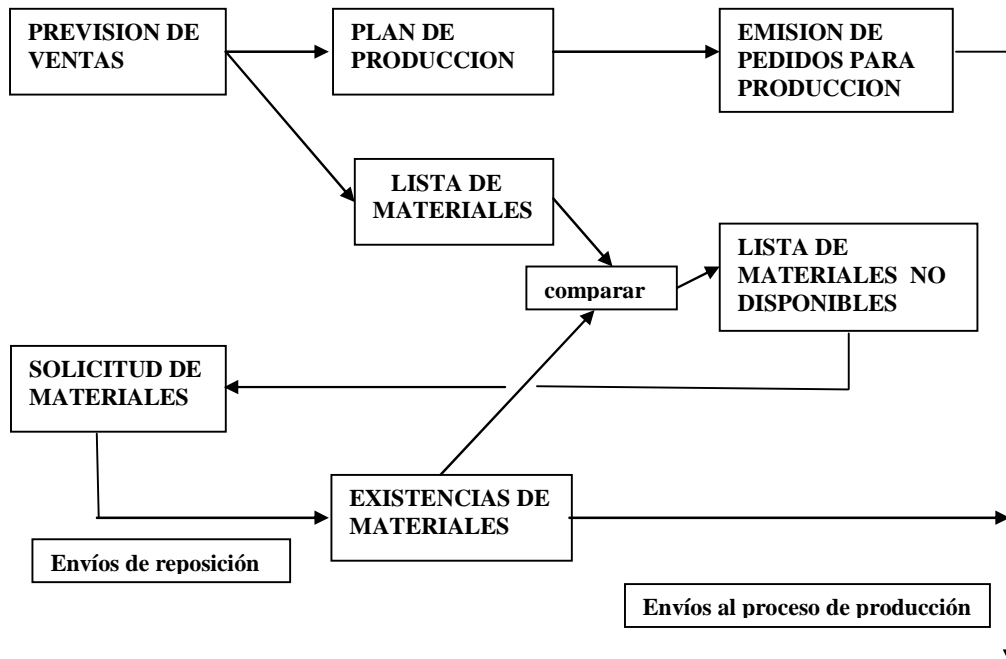 PREVISION DE
VENTAS
PLAN DE
PRODUCCION
EMISION DE
PEDIDOS PARA
PRODUCCION
LISTA DE
MATERIALES
comparar
LISTA DE
MATERIALES NO
DISPONIBLES
SOLICITUD DE
MATERIALES
EXISTENCIAS DE
MATERIALES
Envíos de reposición
Envíos al proceso de producción